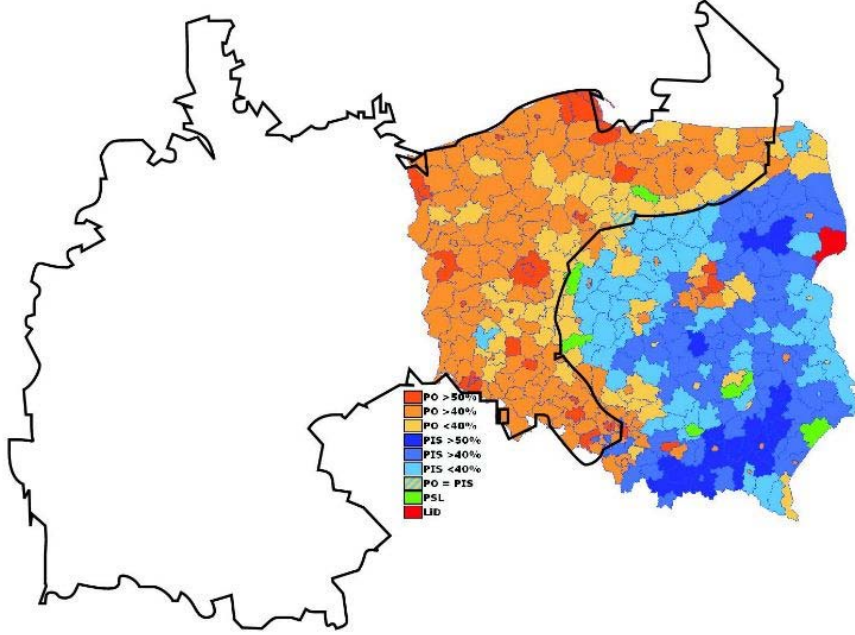 PO >50%
PO >40%
PO <40%
PIS >50%
PIS >40%
PIS <40%
PO = PIS
PSL
LiD